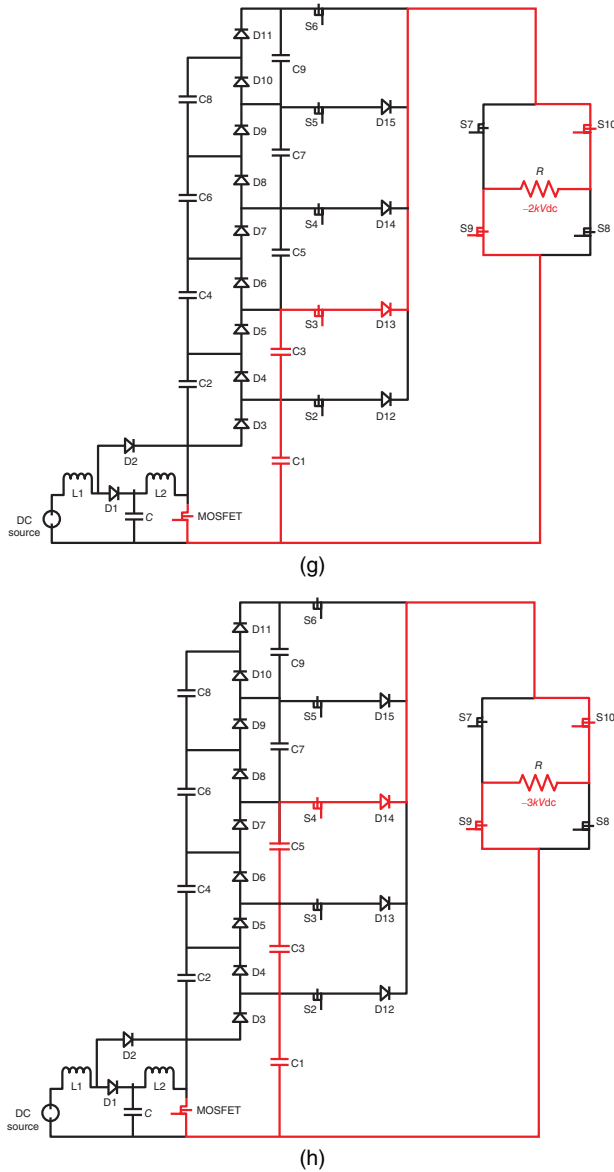 S6
D11
C9
D10
C8
S5
D15
D9
C7
S7
S10
D8
R
C6
S4
D14
−2kVdc
D7
C5
S9
S8
D6
C4
S3
D13
D5
C3
D4
C2
S2
D12
D3
D2
C1
L1
L2
D1
DC
source
C
MOSFET
(g)
S6
D11
C9
D10
C8
S5
D15
D9
C7
S7
S10
D8
R
C6
S4
D14
−3kVdc
D7
C5
S9
S8
D6
C4
S3
D13
D5
C3
D4
C2
S2
D12
D3
D2
C1
L1
L2
D1
DC
source
C
MOSFET
(h)